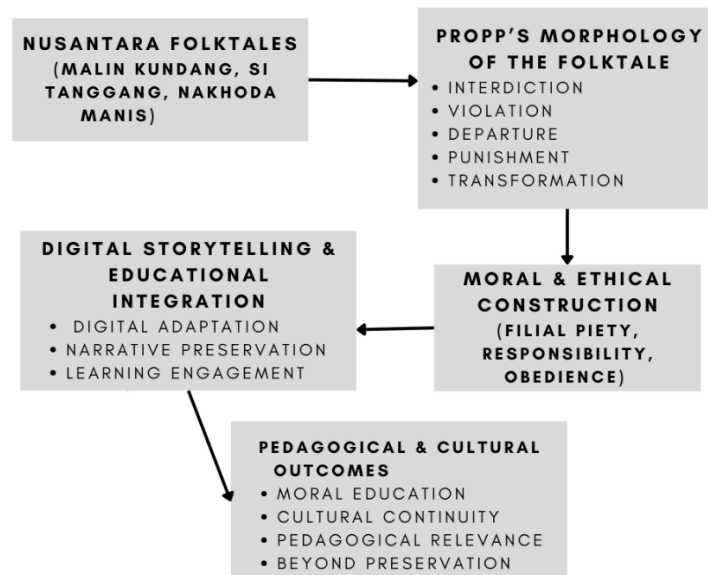 NUSANTARA FOLKTALES
(MALIN KUNDANG, SI
TANGGANG, NAKHODA
MANIS)
PROPP’S MORPHOLOGY
OF THE FOLKTALE
• INTERDICTION
• VIOLATION
• DEPARTURE
• PUNISHMENT
• TRANSFORMATION
MORAL & ETHICAL
CONSTRUCTION
(FILIAL PIETY,
RESPONSIBILITY,
OBEDIENCE)
DIGITAL STORYTELLING &
EDUCATIONAL
INTEGRATION
• DIGITAL ADAPTATION
• NARRATIVE PRESERVATION
• LEARNING ENGAGEMENT
PEDAGOGICAL & CULTURAL
OUTCOMES
• MORAL EDUCATION
• CULTURAL CONTINUITY
• PEDAGOGICAL RELEVANCE
• BEYOND PRESERVATION